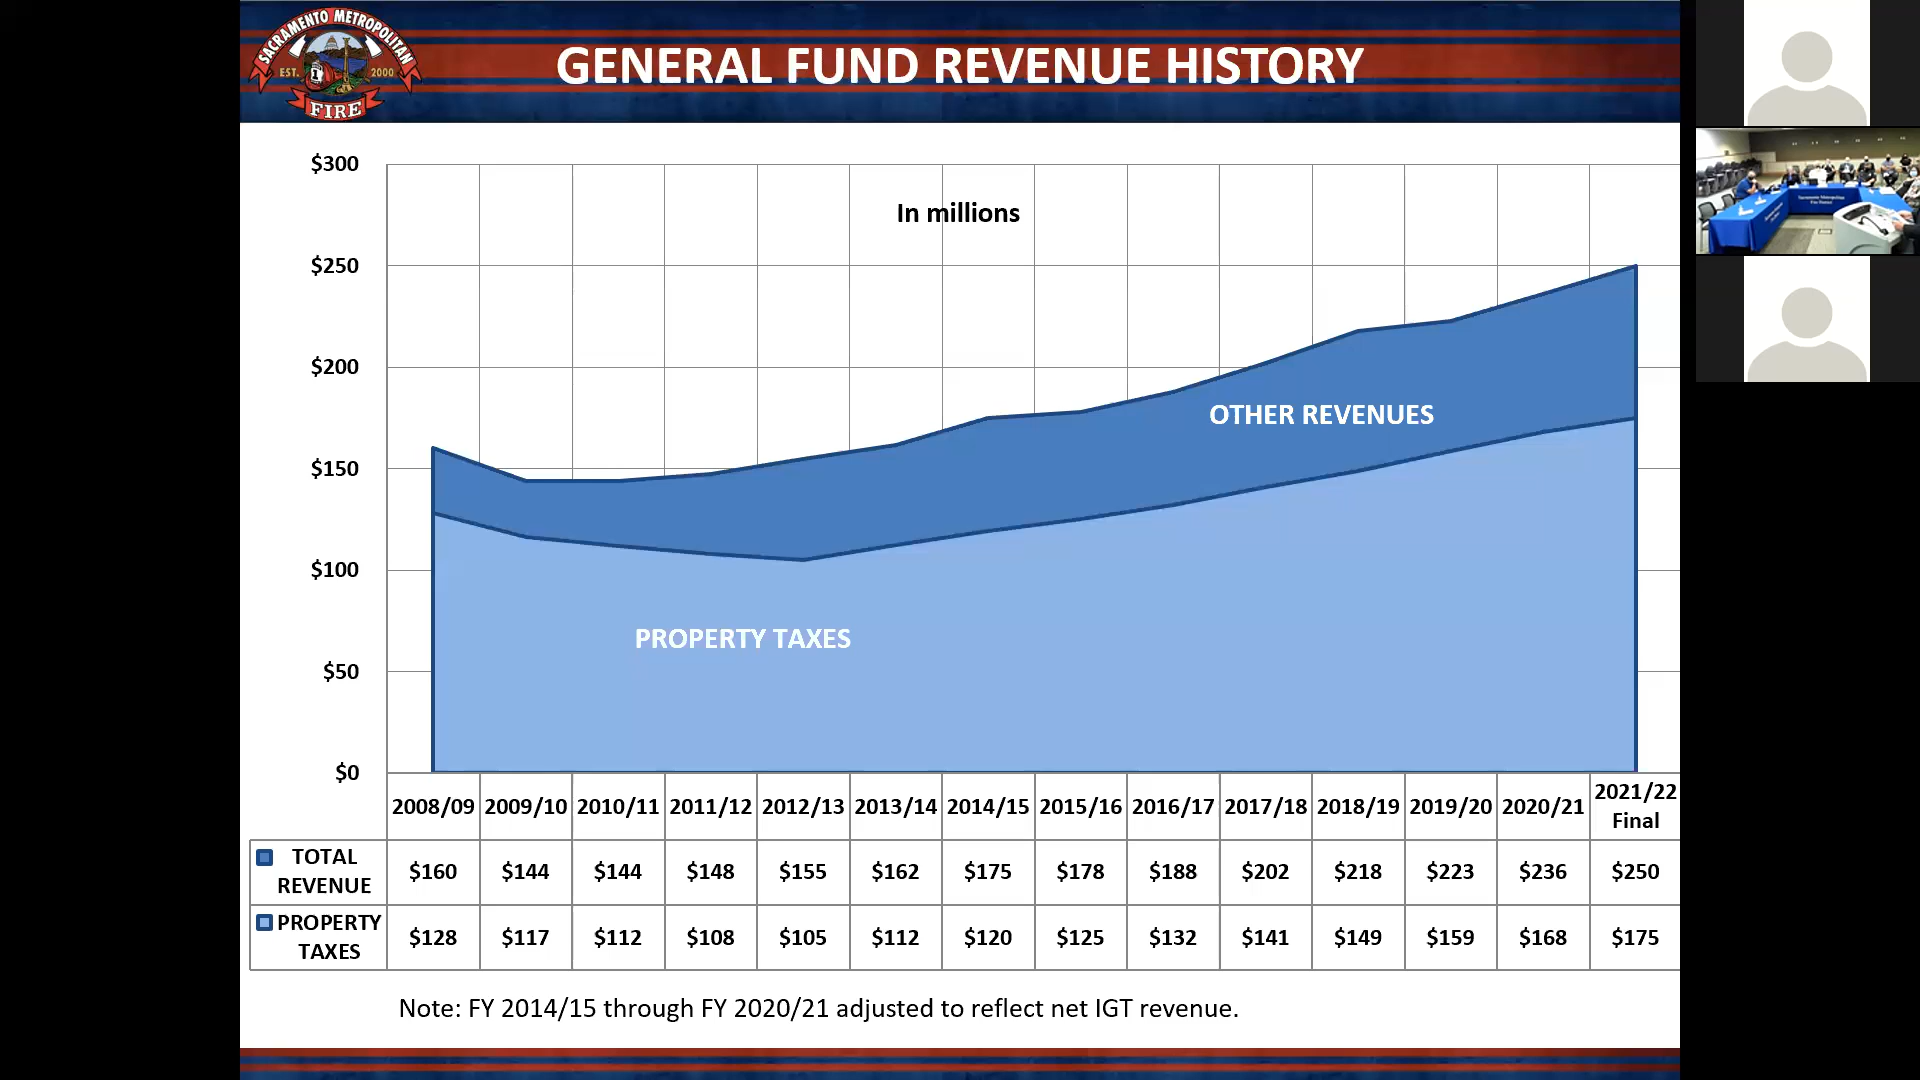 SACRAMENTO METROPOLITAN
EST. 2000
FIRE
GENERAL FUND REVENUE HISTORY
In millions
$300
$250
$200
$150
$100
$50
$0
OTHER REVENUES
PROPERTY TAXES
2008/09 2009/10 2010/11 2011/12 2012/13 2013/14 2014/15 2015/16 2016/17 2017/18 2018/19 2019/20 2020/21 2021/22 Final
TOTAL REVENUE $160 $144 $144 $148 $155 $162 $175 $178 $188 $202 $218 $223 $236 $250
PROPERTY TAXES $128 $117 $112 $108 $105 $112 $120 $125 $132 $141 $149 $159 $168 $175
Note: FY 2014/15 through FY 2020/21 adjusted to reflect net IGT revenue.